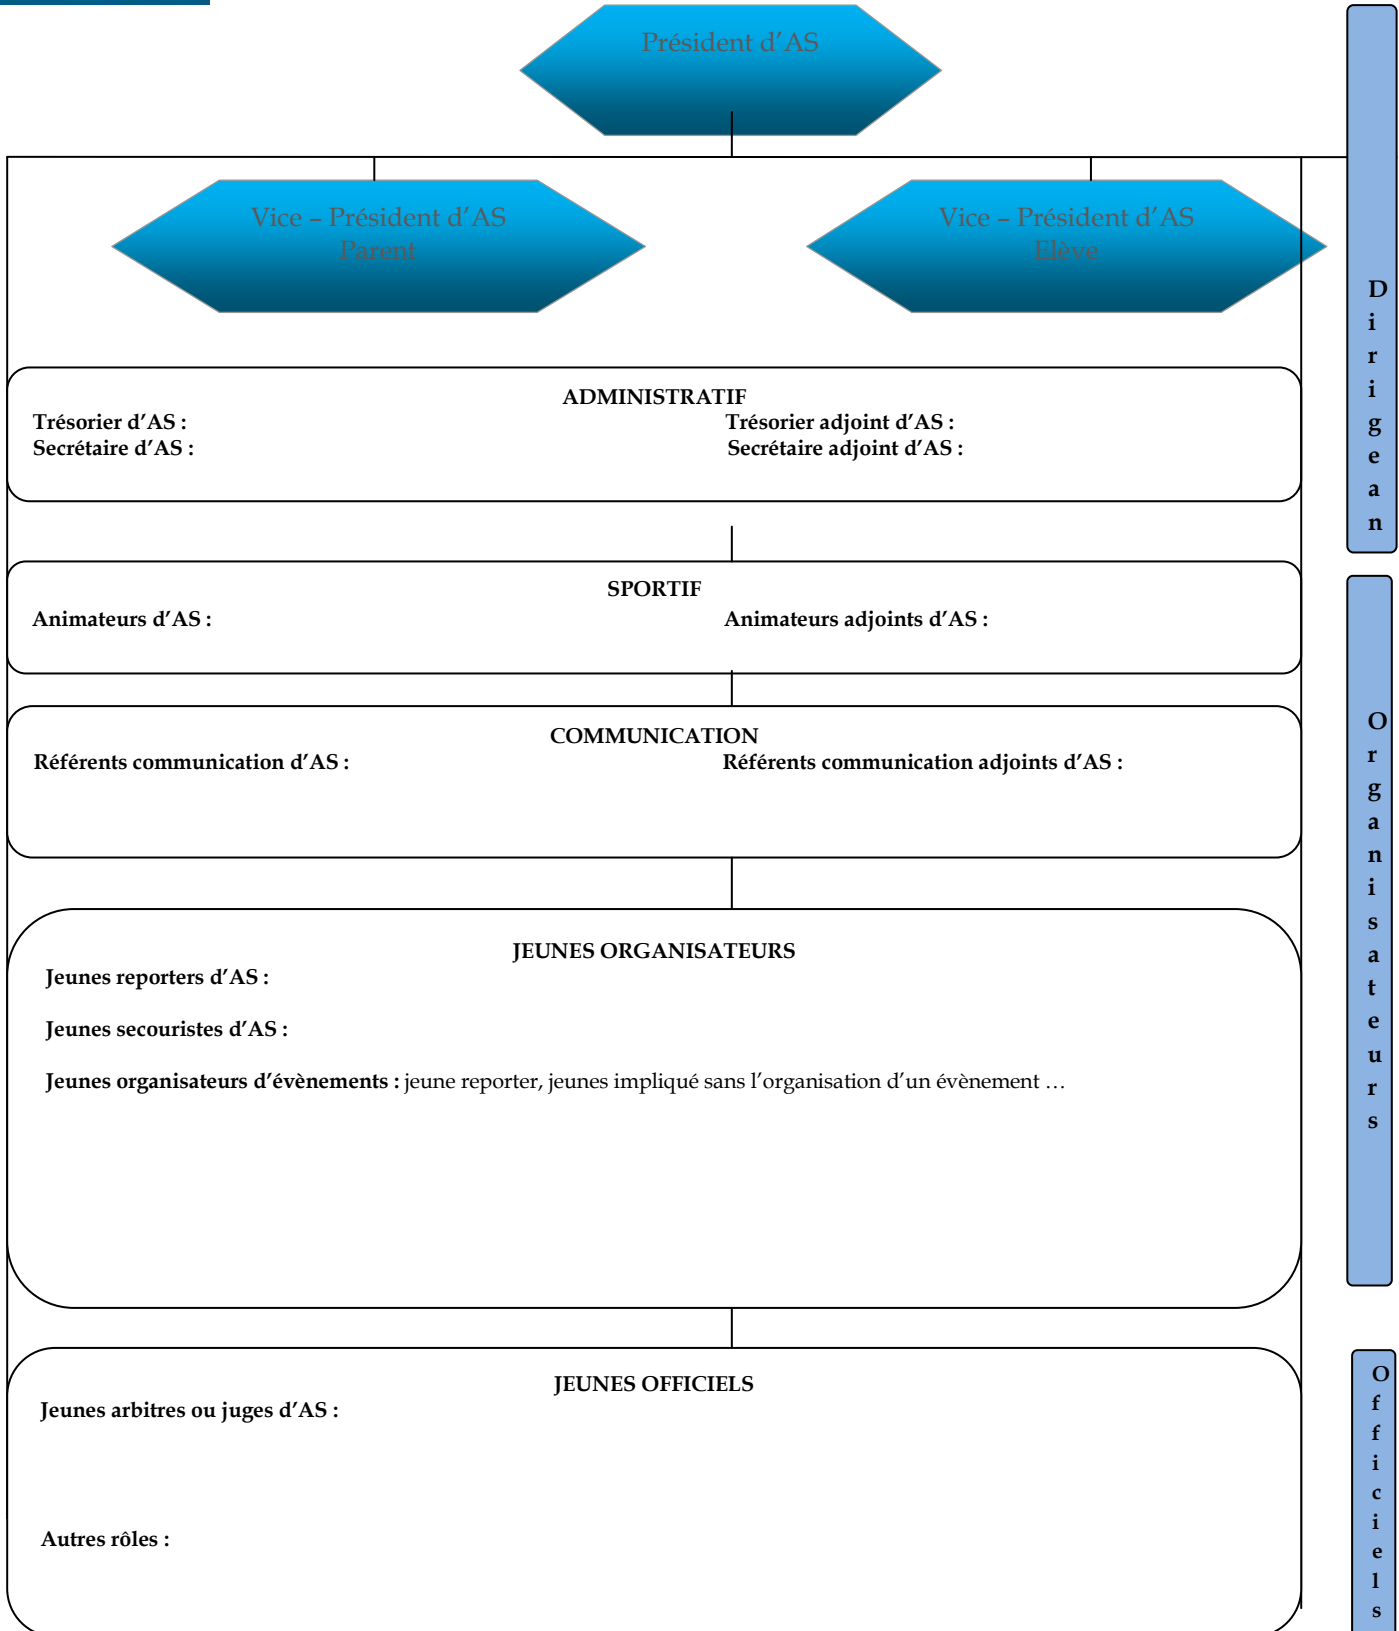 Président d’AS
Vice – Président d’AS
Parent
Vice – Président d’AS
Elève
ADMINISTRATIF
Trésorier d’AS : Trésorier adjoint d’AS :
Secrétaire d’AS : Secrétaire adjoint d’AS :
SPORTIF
Animateurs d’AS : Animateurs adjoints d’AS :
COMMUNICATION
Référents communication d’AS : Référents communication adjoints d’AS :
JEUNES ORGANISATEURS
Jeunes reporters d’AS :
Jeunes secouristes d’AS :
Jeunes organisateurs d’évènements : jeune reporter, jeunes impliqué sans l’organisation d’un évènement …
JEUNES OFFICIELS
Jeunes arbitres ou juges d’AS :
Autres rôles :
Dirigean
Organisateurs
Officiels